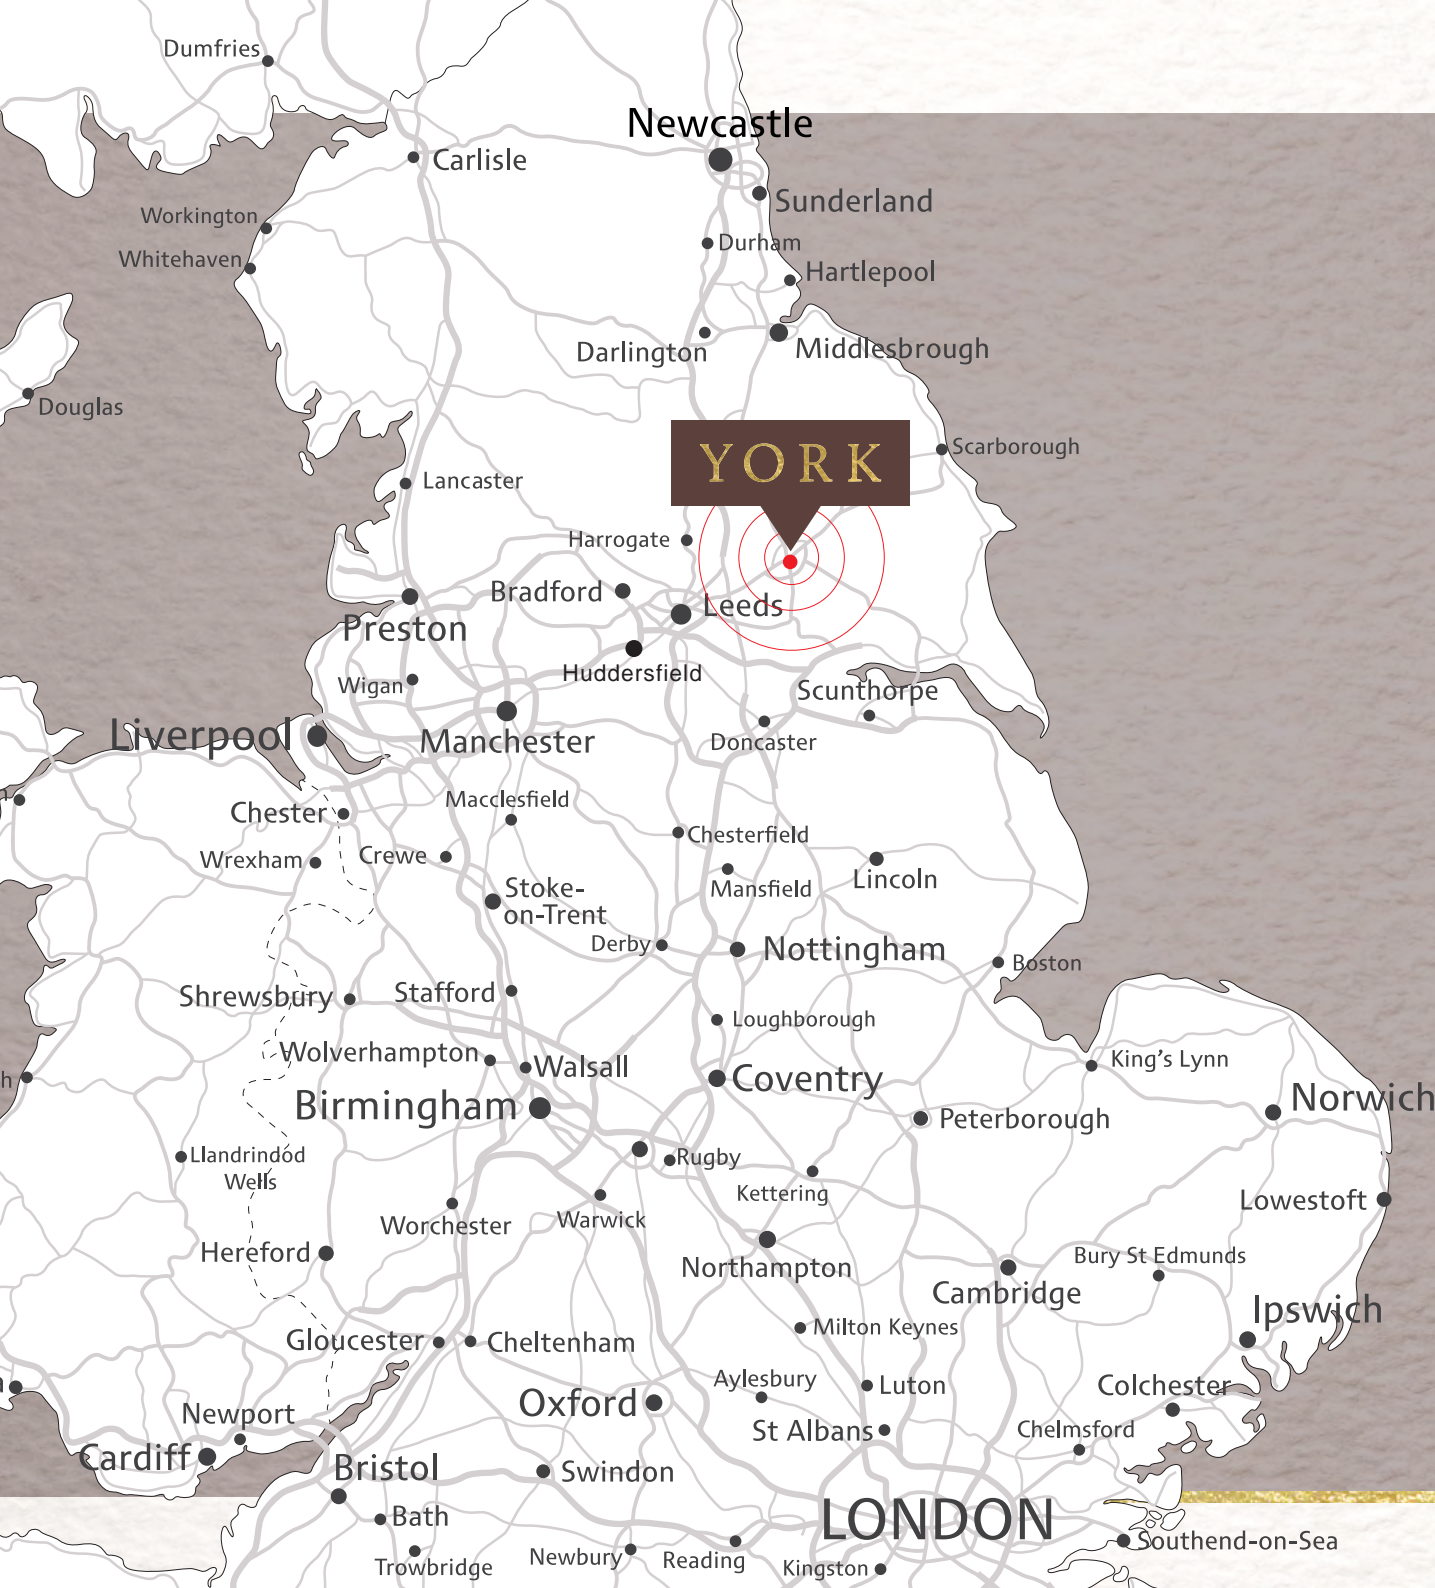 Dumfries
Newcastle
Carlisle
Sunderland
Workington
Durham
Whitehaven
Hartlepool
Darlington
Middlesbrough
Douglas
YORK
Scarborough
Lancaster
Harrogate
Bradford
Leeds
Preston
Huddersfield
Wigan
Scunthorpe
Liverpool
Manchester
Doncaster
Macclesfield
Chester
Chesterfield
Wrexham
Crewe
Mansfield
Lincoln
Stoke-
on-Trent
Derby
Nottingham
Boston
Shrewsbury
Stafford
Loughborough
Wolverhampton
Walsall
King's Lynn
h
Coventry
Birmingham
Norwich
Peterborough
Llandrindod
Wells
Rugby
Kettering
Worchester
Warwick
Lowestoft
Hereford
Northampton
Bury St Edmunds
Cambridge
Ipswich
Milton Keynes
Gloucester
Cheltenham
Aylesbury
Luton
Colchester
Oxford
Newport
St Albans
Chelmsford
Cardiff
Bristol
Swindon
Bath
LONDON
Southend-on-Sea
Trowbridge
Newbury
Reading
Kingston